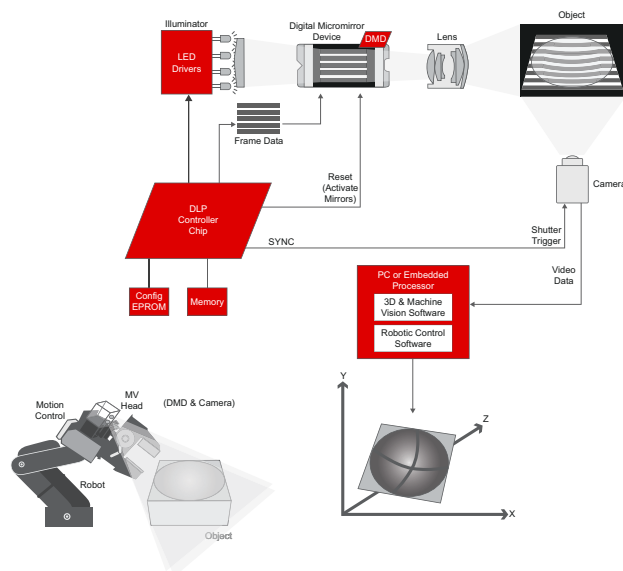 Illuminator
LED
Drivers
Digital Micromirror
Device
DMD
Lens
Object
Frame Data
Reset
(Activate
Mirrors)
Camera
DLP
Controller
Chip
SYNC
Shutter
Trigger
Video
Data
Config
EPROM
Memory
PC or Embedded
Processor
3D & Machine
Vision Software
Robotic Control
Software
Motion
Control
MV
Head
(DMD & Camera)
Robot
Object
Y
Z
X